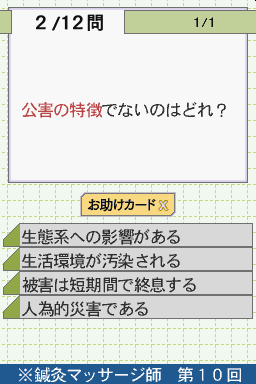 2/12問
1/1
公害の特徴でないのはどれ？
お助けカード×
生態系への影響がある
生活環境が汚染される
被害は短期間で終息する
人為的災害である
※鍼灸マッサージ師　第１０回